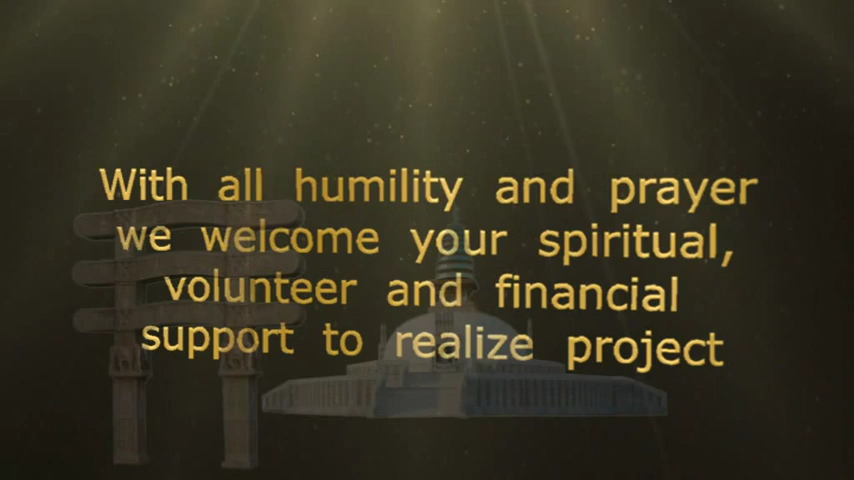 With all humility and prayer
we welcome your spiritual,
volunteer and financial
support to realize project